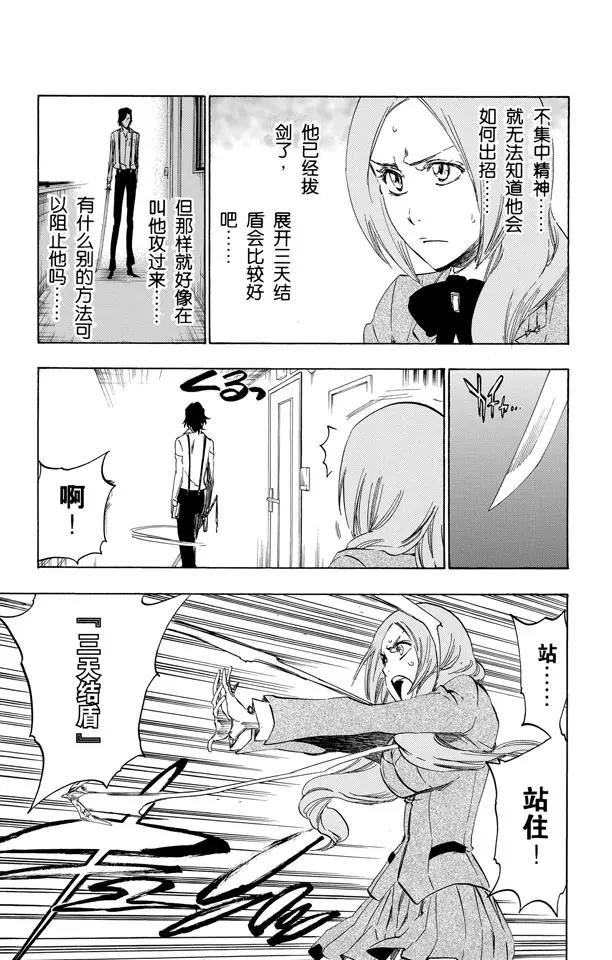 不集中精神……
就无法知道他会
如何出招……
他已经拔
剑了，
展开三天结
盾会比较好
吧……
但那样就好像在
叫他攻过来……
有什么别的方法可
以阻止他吗……
くるっ
啊！
站……
站住！
『三天结盾』